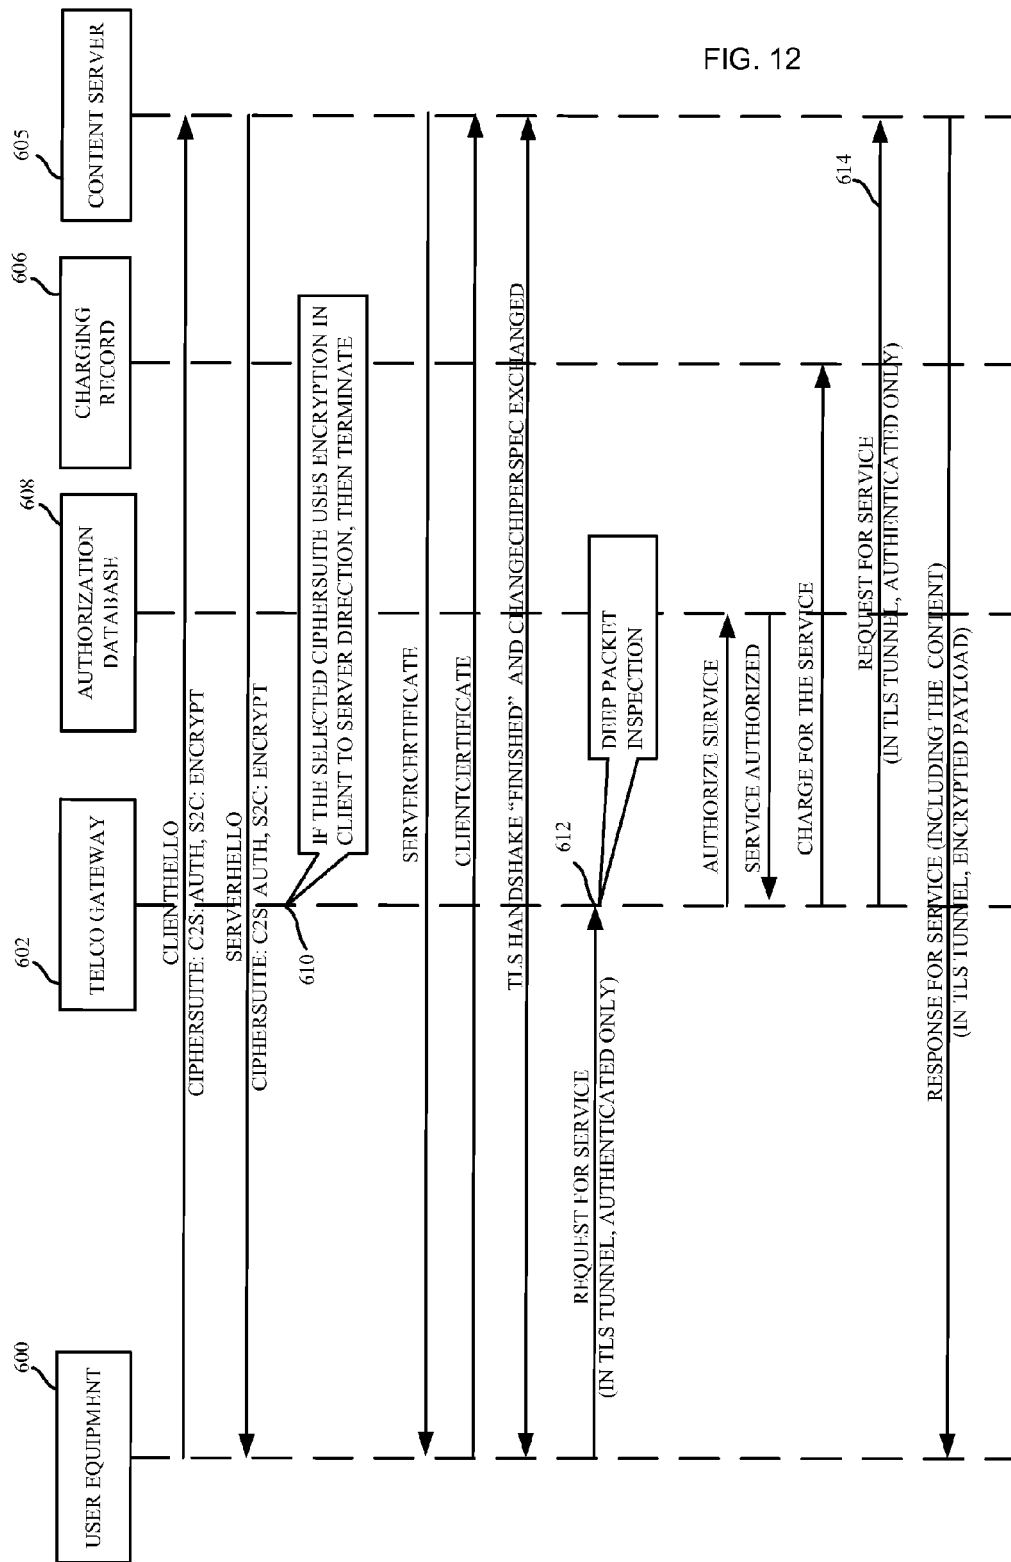 FIG. 12
600
USER EQUIPMENT
602
TELCO GATEWAY
608
AUTHORIZATION
DATABASE
606
CHARGING
RECORD
605
CONTENT SERVER
CLIENTHELLO
CIPHERSUITE: C2S: AUTH, S2C: ENCRYPT
SERVERHELLO
CIPHERSUITE: C2S: AUTH, S2C: ENCRYPT
610
IF THE SELECTED CIPHERSUITE USES ENCRYPTION IN
CLIENT TO SERVER DIRECTION, THEN TERMINATE
SERVERCERTIFICATE
CLIENTCERTIFICATE
TLS HANDSHAKE “FINISHED” AND CHANGECHIPERSPEC EXCHANGED
REQUEST FOR SERVICE
(IN TLS TUNNEL, AUTHENTICATED ONLY)
612
DEEP PACKET
INSPECTION
AUTHORIZE SERVICE
SERVICE AUTHORIZED
CHARGE FOR THE SERVICE
REQUEST FOR SERVICE
(IN TLS TUNNEL, AUTHENTICATED ONLY)
614
RESPONSE FOR SERVICE (INCLUDING THE CONTENT)
(IN TLS TUNNEL, ENCRYPTED PAYLOAD)